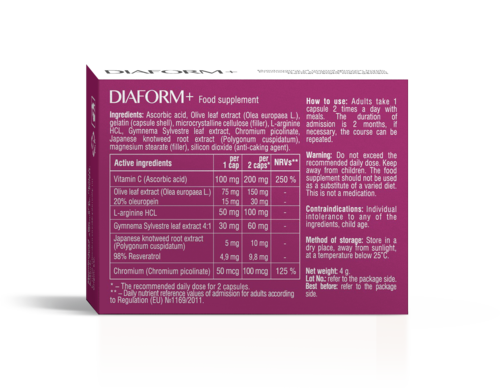 DIAFORM+
DIAFORM+ Food supplement
Ingredients: Ascorbic acid, Olive leaf extract (Olea europaea L.),
gelatin (capsule shell), microcrystalline cellulose (filler), L-arginine
HCL, Gymnema Sylvestre leaf extract, Chromium picolinate,
Japanese knotweed root extract (Polygonum cuspidatum),
magnesium stearate (filler), silicon dioxide (anti-caking agent).
Active ingredients per 1 cap per 2 caps* NRVs**
Vitamin C (Ascorbic acid) 100 mg 200 mg 250 %
Olive leaf extract (Olea europaea L.) 75 mg 150 mg -
20% oleuropein 15 mg 30 mg -
L-arginine HCL 50 mg 100 mg -
Gymnema Sylvestre leaf extract 4:1 30 mg 60 mg -
Japanese knotweed root extract
(Polygonum cuspidatum) 5 mg 10 mg -
98% Resveratrol 4,9 mg 9,8 mg -
Chromium (Chromium picolinate) 50 mcg 100 mcg 125 %
* – The recommended daily dose for 2 capsules.
** – Daily nutrient reference values of admission for adults according
to Regulation (EU) №1169/2011.
How to use: Adults take 1
capsule 2 times a day with
meals. The duration of
admission is 2 months, if
necessary, the course can be
repeated.
Warning: Do not exceed the
recommended daily dose. Keep
away from children. The food
supplement should not be used
as a substitute of a varied diet.
This is not a medication.
Contraindications: Individual
intolerance to any of the
ingredients, child age.
Method of storage: Store in a
dry place, away from sunlight,
at a temperature below 25°C.
Net weight: 4 g.
Lot No.: refer to the package side.
Best before: refer to the package
side.